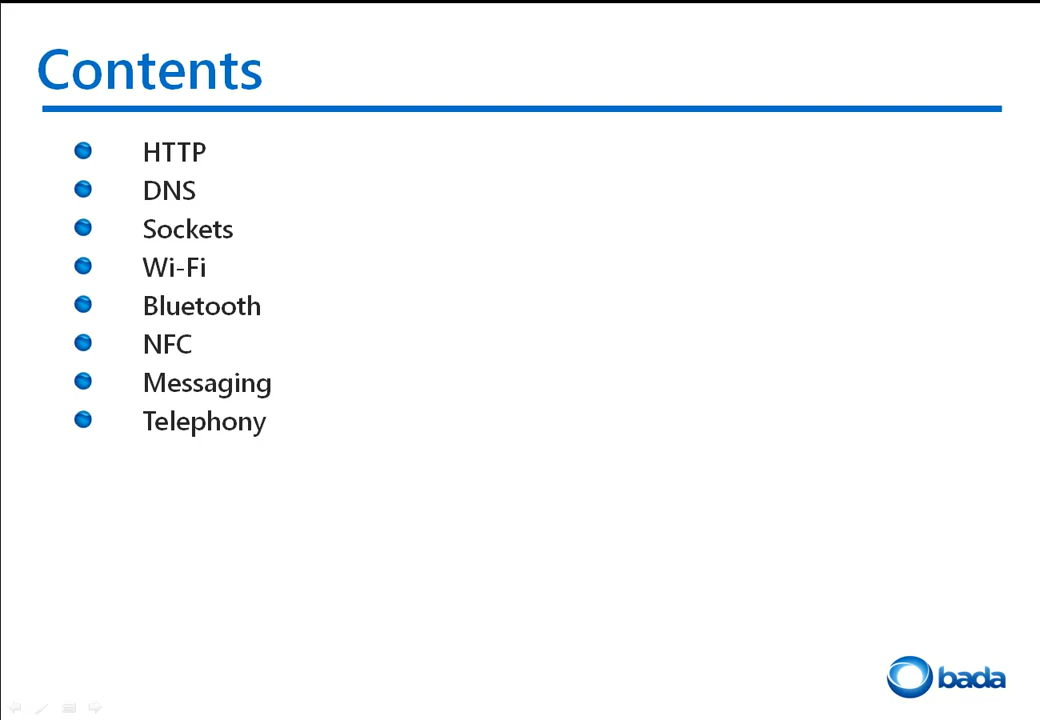 Contents
HTTP
DNS
Sockets
Wi-Fi
Bluetooth
NFC
Messaging
Telephony
bada